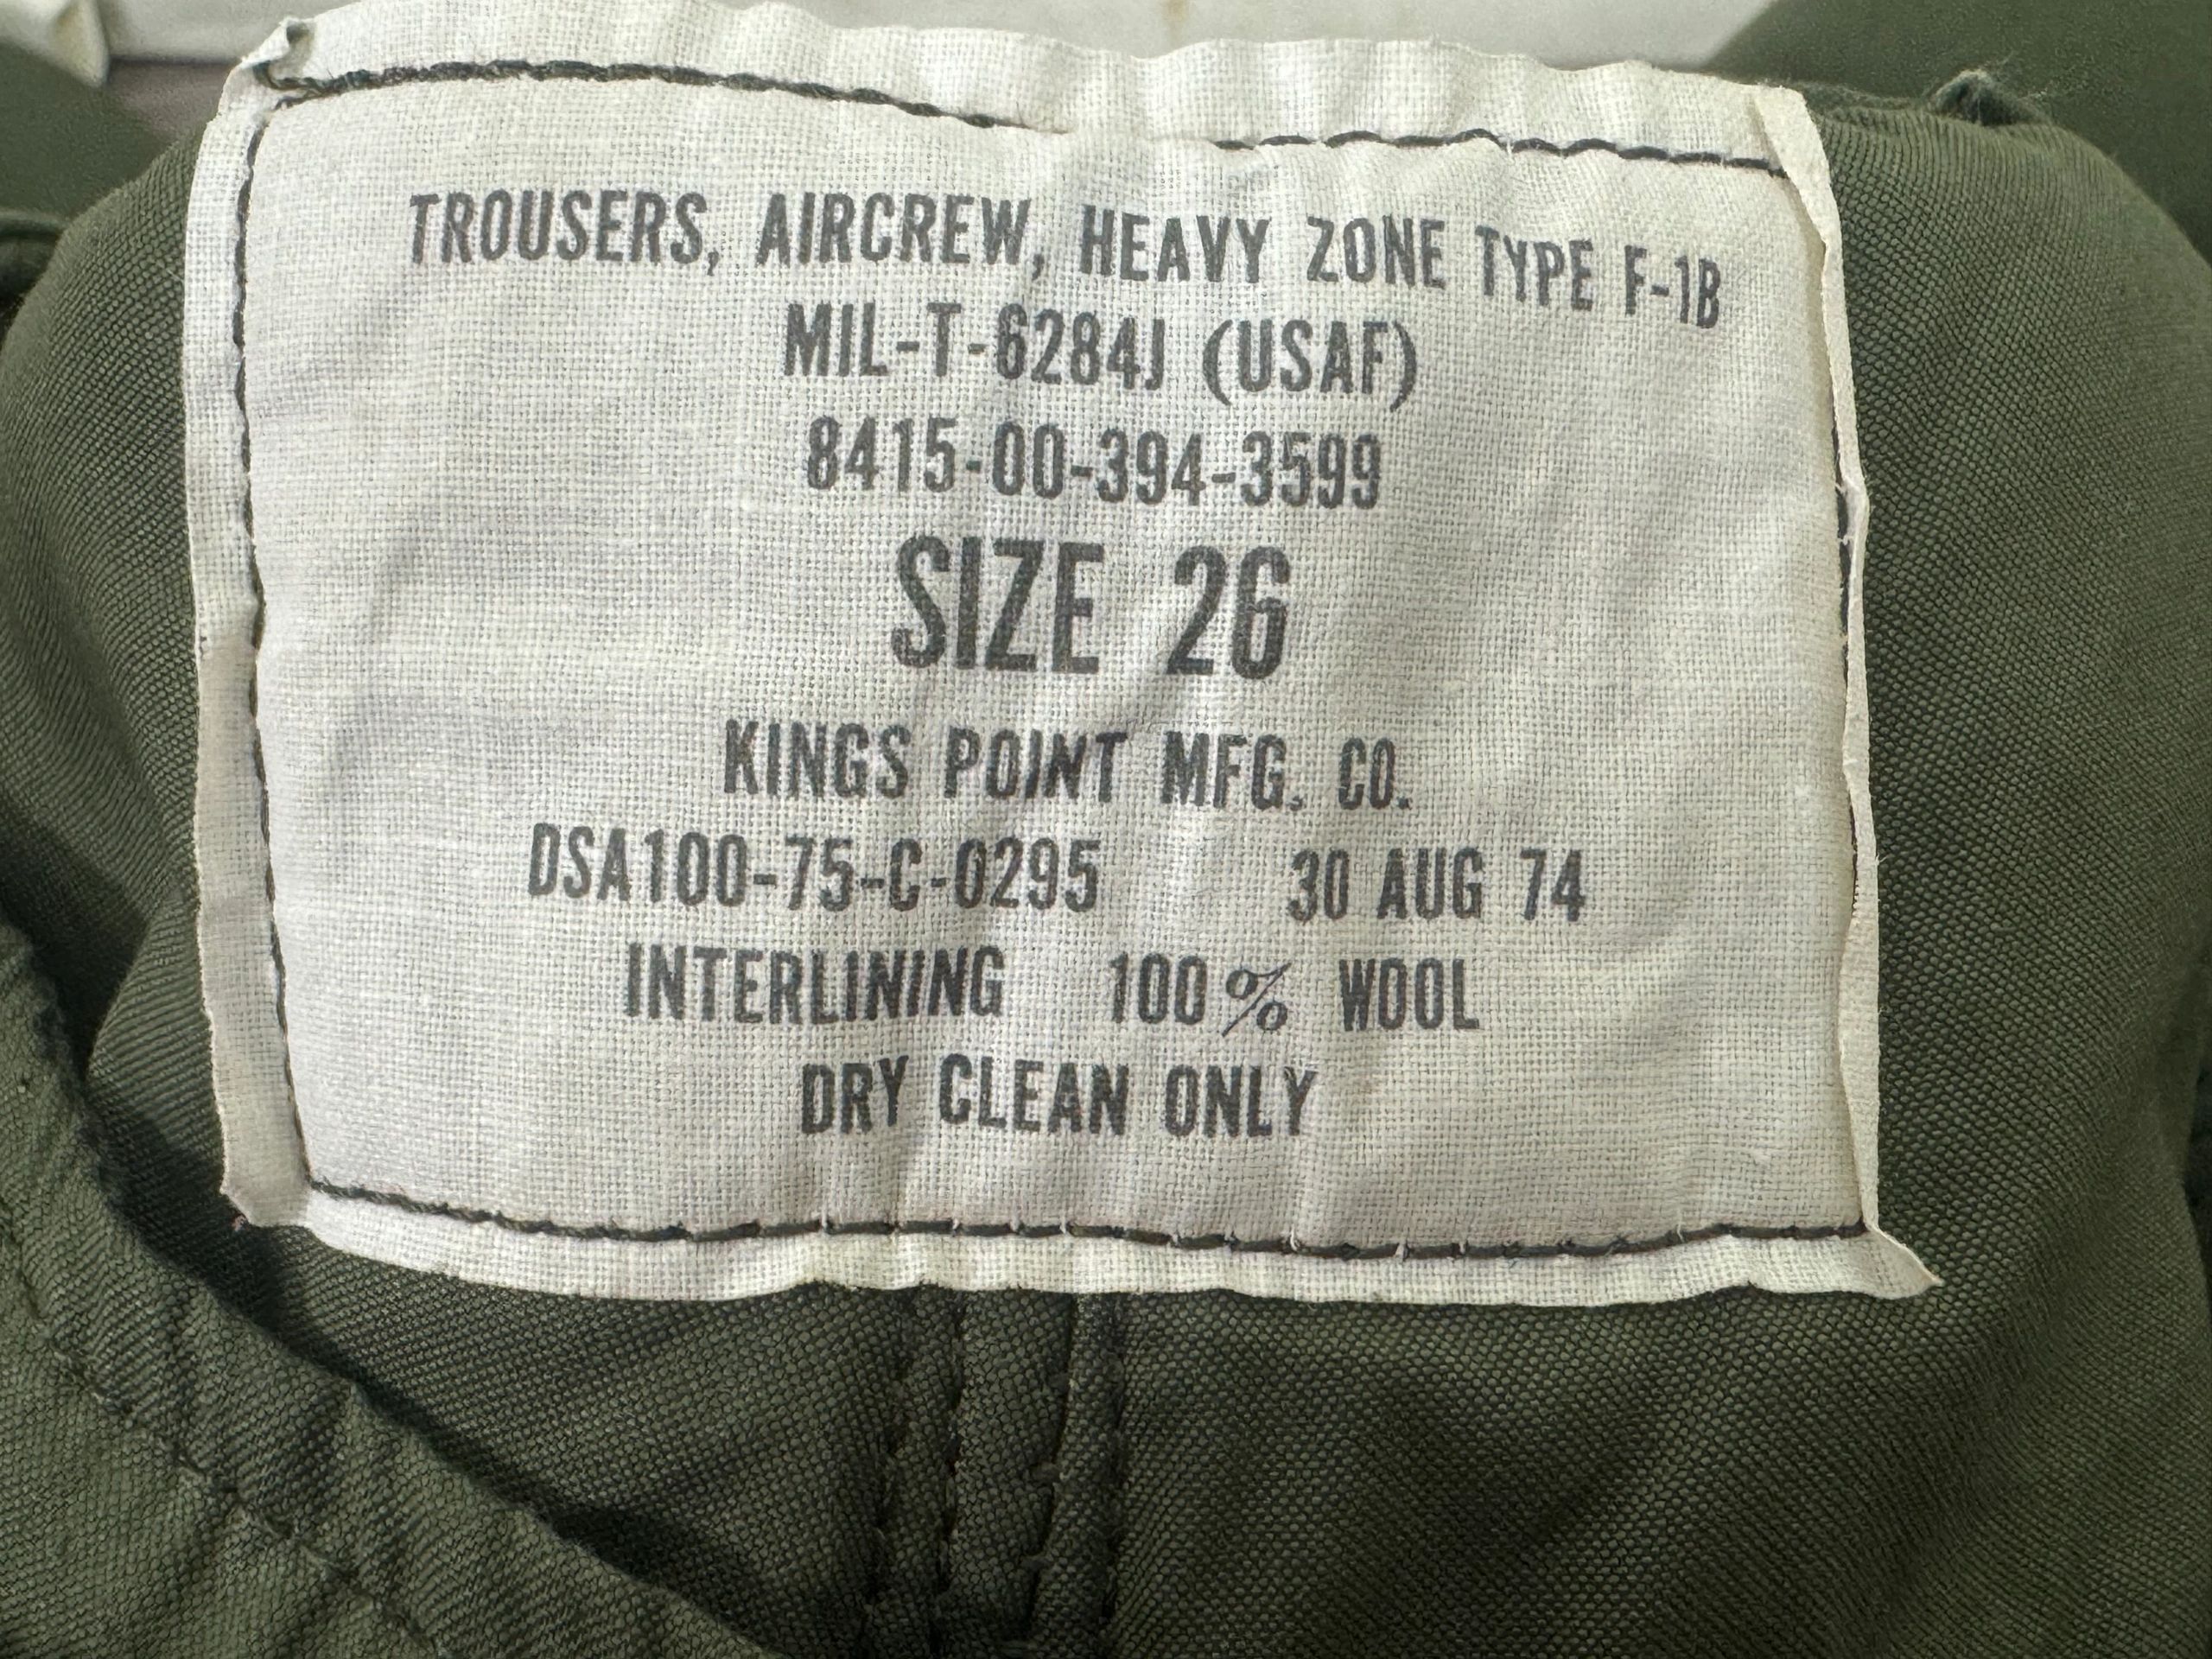 TROUSERS, AIRCREW, HEAVY ZONE TYPE F-1B
MIL-T-6284J (USAF)
8415-00-394-3599
SIZE 26
KINGS POINT MFG. CO.
DSA100-75-C-0295 30 AUG 74
INTERLINING 100% WOOL
DRY CLEAN ONLY